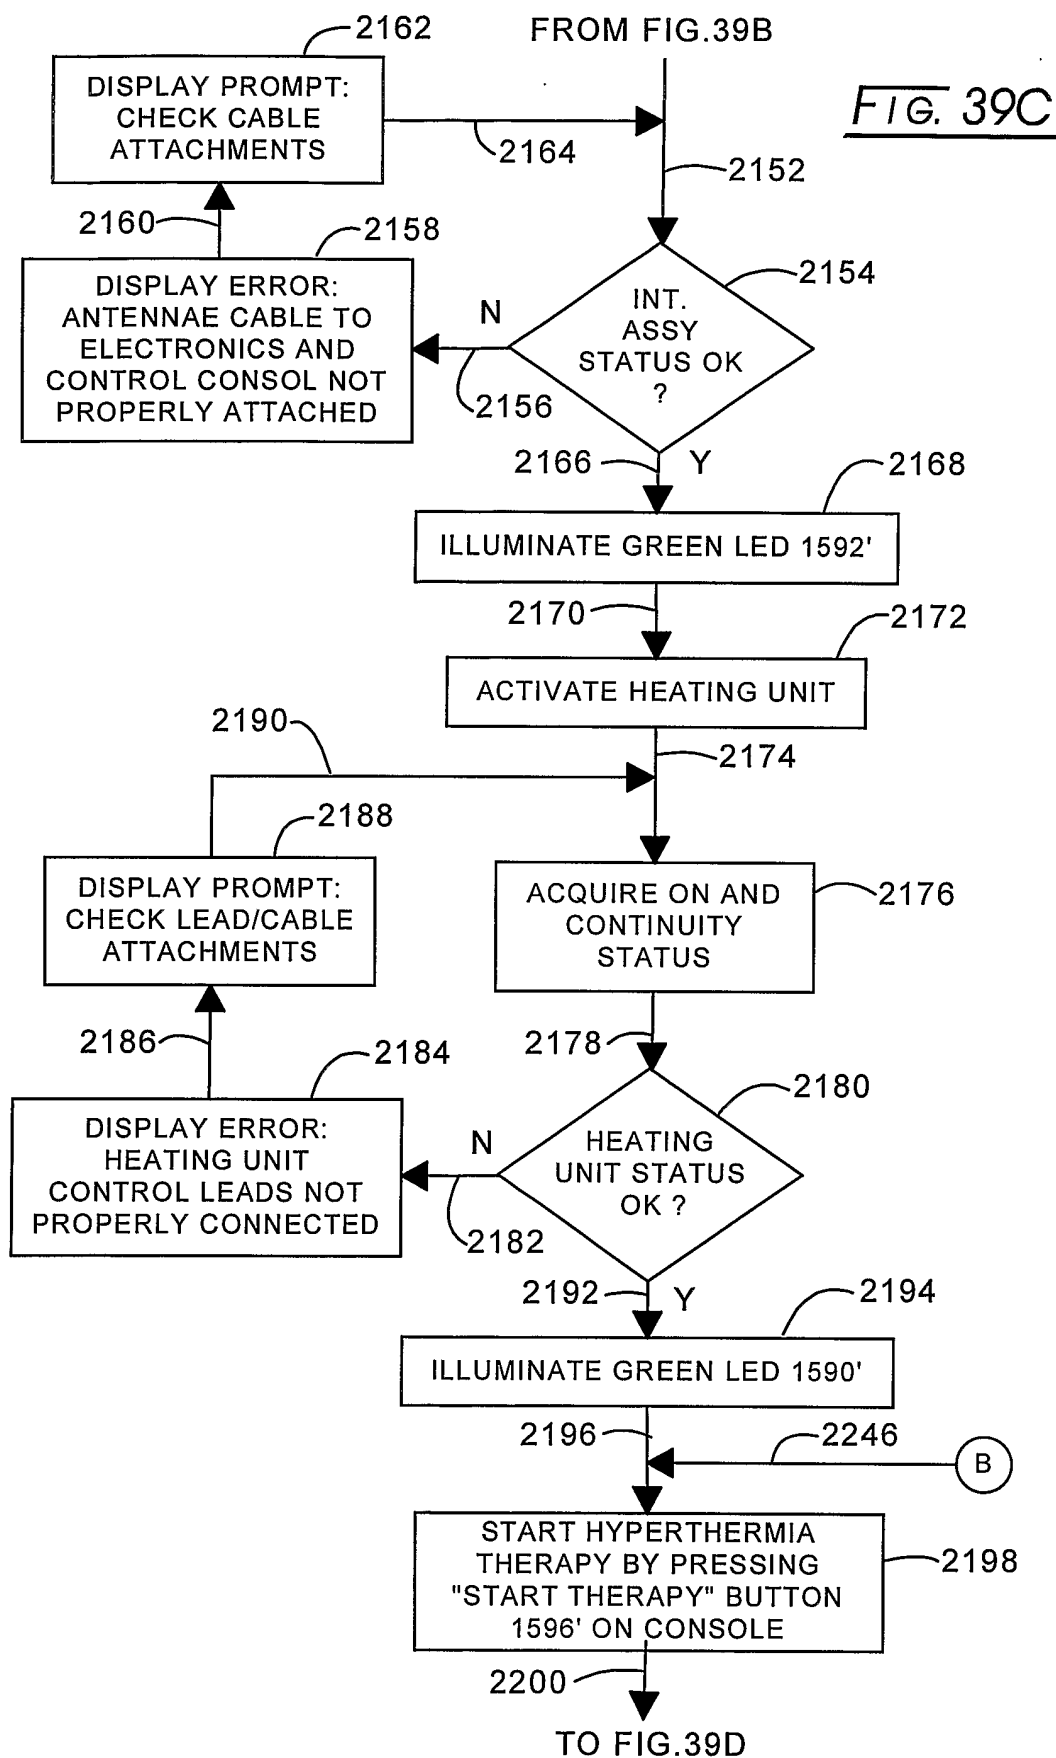 2162
FROM FIG.39B
FIG. 39C
DISPLAY PROMPT:
CHECK CABLE
ATTACHMENTS
2164
2152
2160
2158
2154
DISPLAY ERROR:
ANTENNAE CABLE TO
ELECTRONICS AND
CONTROL CONSOL NOT
PROPERLY ATTACHED
N
INT.
ASSY
STATUS OK
?
2156
2166
Y
2168
ILLUMINATE GREEN LED 1592'
2170
2172
ACTIVATE HEATING UNIT
2190
2174
2188
DISPLAY PROMPT:
CHECK LEAD/CABLE
ATTACHMENTS
ACQUIRE ON AND
CONTINUITY
STATUS
2176
2186
2184
2178
2180
DISPLAY ERROR:
HEATING UNIT
CONTROL LEADS NOT
PROPERLY CONNECTED
N
HEATING
UNIT STATUS
OK ?
2182
2192
Y
2194
ILLUMINATE GREEN LED 1590'
2196
2246
B
START HYPERTHERMIA
THERAPY BY PRESSING
"START THERAPY" BUTTON
1596' ON CONSOLE
2198
2200
TO FIG.39D